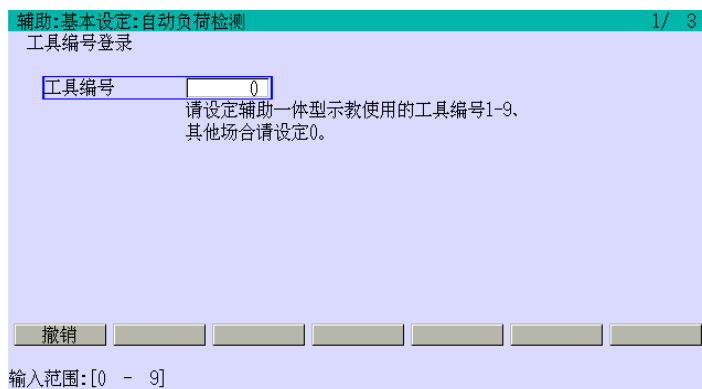 辅助:基本设定:自动负荷检测 1/ 3
工具编号登录
工具编号 0
请设定辅助一体型示教使用的工具编号1-9、
其他场合请设定0。
撤销
输入范围:[0 - 9]